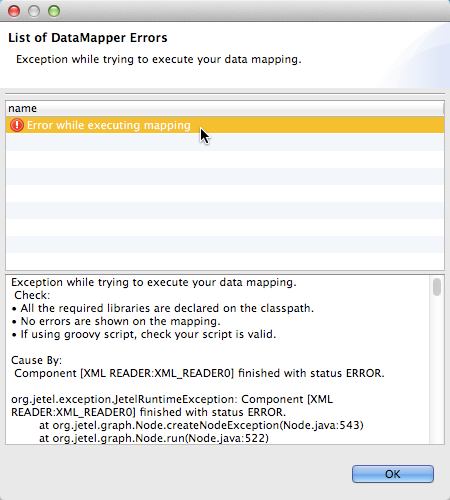 List of DataMapper Errors
Exception while trying to execute your data mapping.
name
Error while executing mapping
Exception while trying to execute your data mapping.
Check:
• All the required libraries are declared on the classpath.
• No errors are shown on the mapping.
• If using groovy script, check your script is valid.
Cause By:
Component [XML READER:XML_READER0] finished with status ERROR.
org.jetel.exception.JetelRuntimeException: Component [XML
READER:XML_READER0] finished with status ERROR.
at org.jetel.graph.Node.createNodeException(Node.java:543)
at org.jetel.graph.Node.run(Node.java:522)
OK